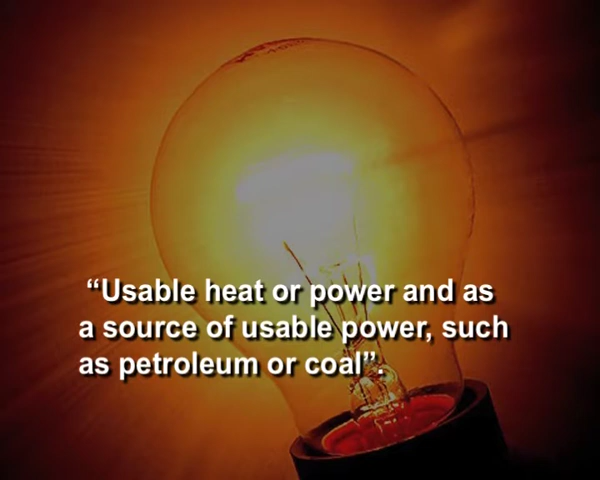 “Usable heat or power and as
a source of usable power, such
as petroleum or coal”.